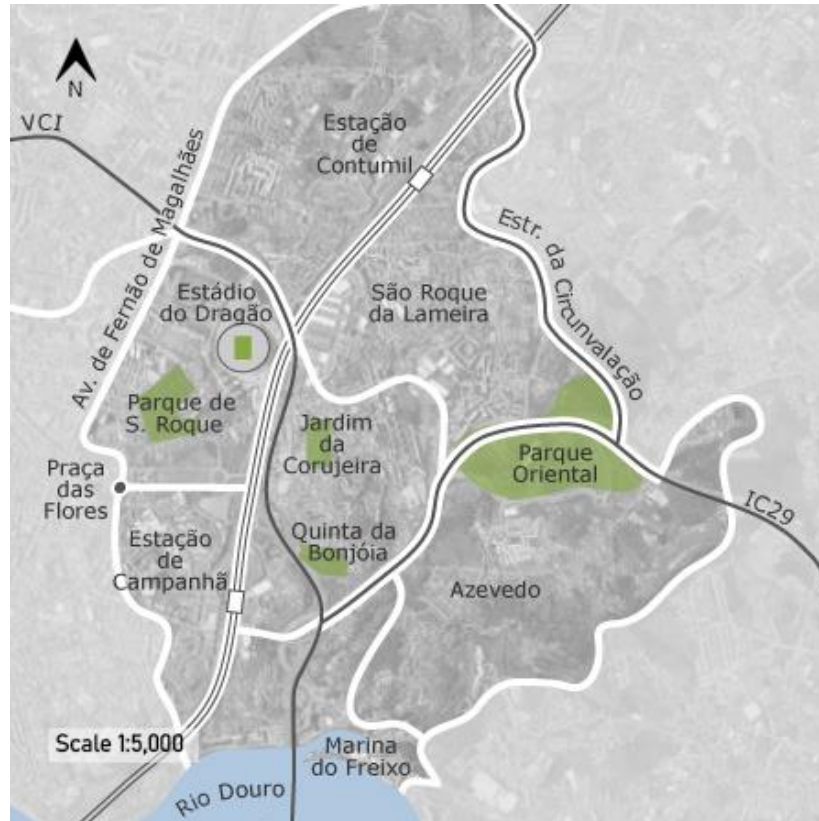 N
VCI
Av. de Fernão de Magalhães
Estação
de
Contumil
Estr. da Circunvalação
Estádio
do Dragão
São Roque
da Lameira
Parque de
S. Roque
Jardim
da
Corujeira
Parque
Oriental
Praça
das
Flores
IC29
Estação
de
Campanhã
Quinta da
Bonjóia
Azevedo
Scale 1:5,000
Marina
do Freixo
Rio Douro